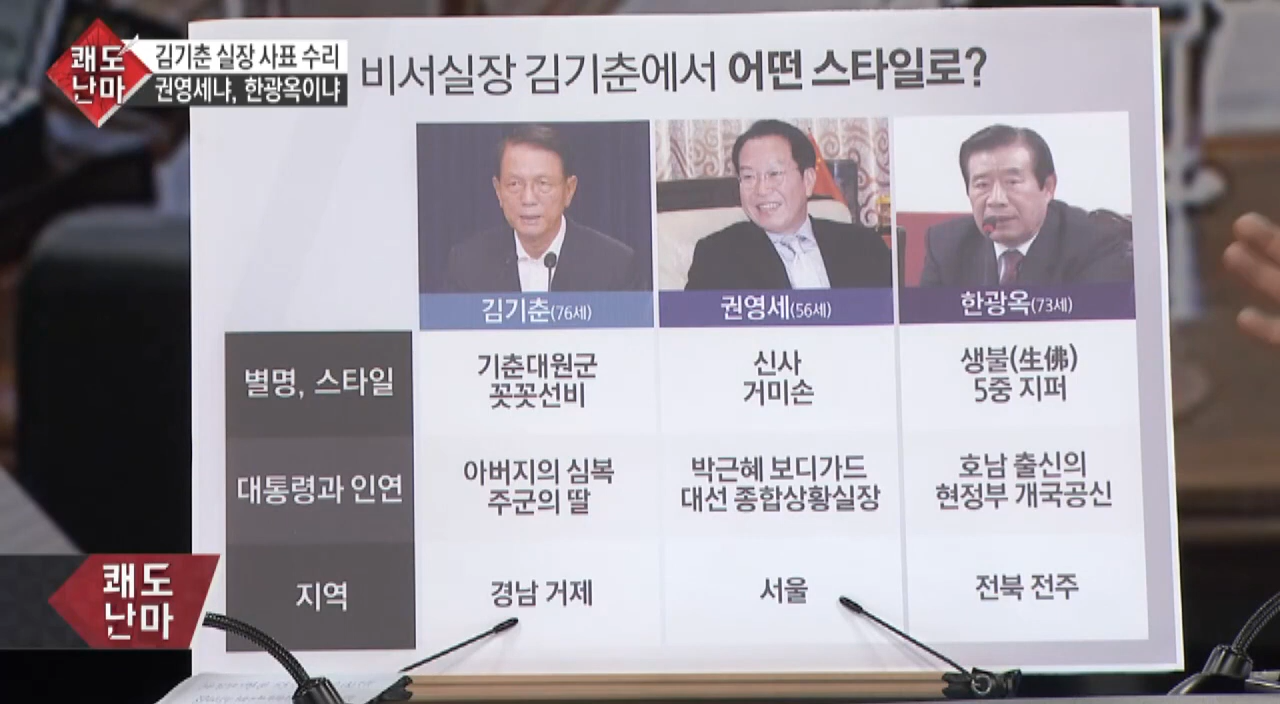 쾌도
난마
김기춘 실장 사표 수리
권영세냐, 한광옥이냐
비서실장 김기춘에서 어떤 스타일로?
김기춘(76세)
권영세(56세)
한광옥(73세)
별명, 스타일
기춘대원군
꼿꼿선비
신사
거미손
생불(生佛)
5중 지퍼
대통령과 인연
아버지의 심복
주군의 딸
박근혜 보디가드
대선 종합상황실장
호남 출신의
현정부 개국공신
지역
경남 거제
서울
전북 전주
쾌도
난마